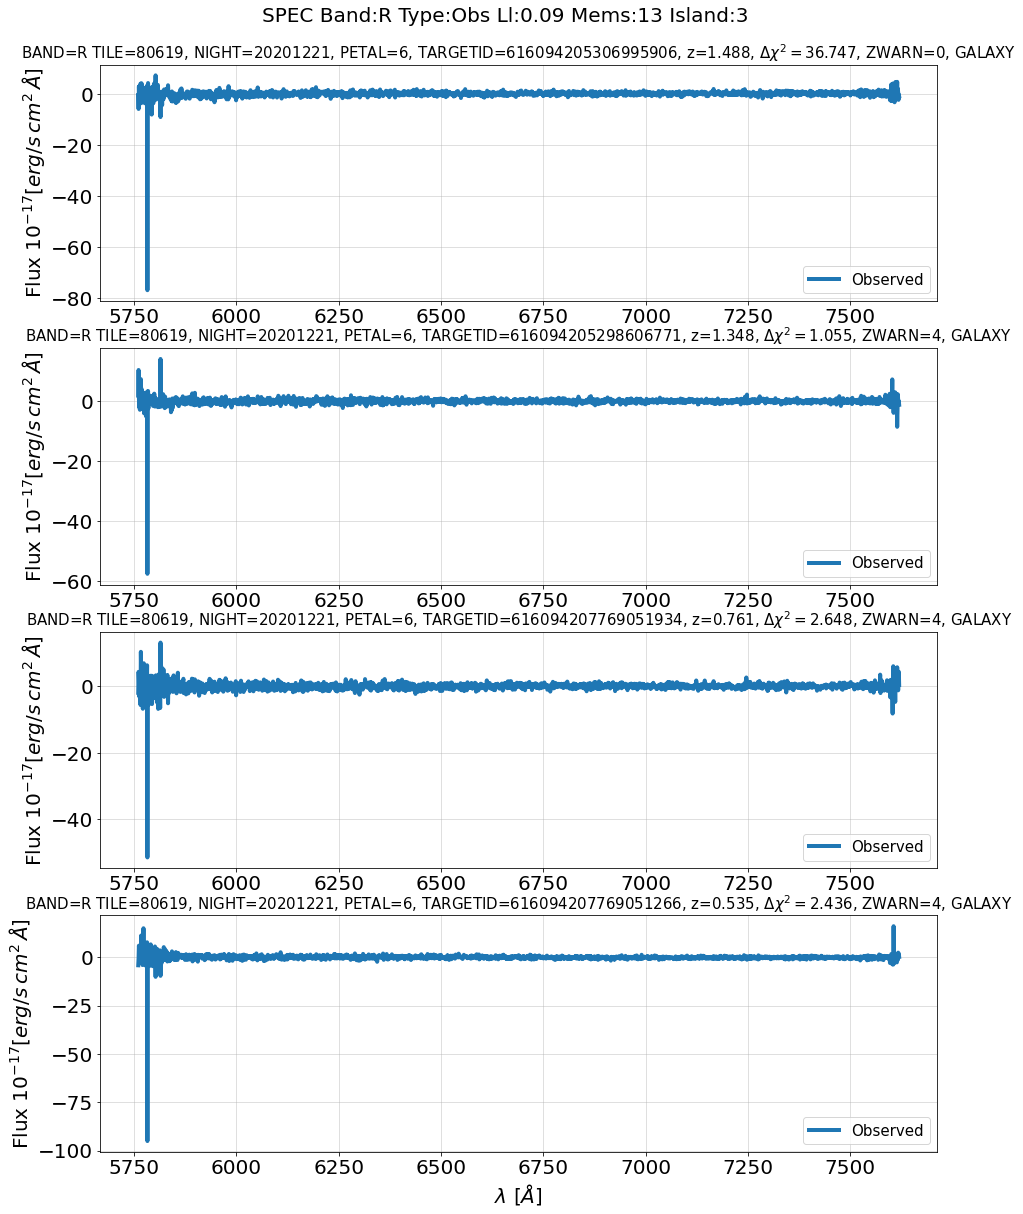 SPEC Band:R Type:Obs Ll:0.09 Mems:13 Island:3
BAND=R TILE=80619, NIGHT=20201221, PETAL=6, TARGETID=616094205306995906, z=1.488, Δχ² = 36.747, ZWARN=0, GALAXY
Flux 10⁻¹⁷[erg/s cm² Å]
0
−20
−40
−60
−80
Observed
5750 6000 6250 6500 6750 7000 7250 7500
BAND=R TILE=80619, NIGHT=20201221, PETAL=6, TARGETID=616094205298606771, z=1.348, Δχ² = 1.055, ZWARN=4, GALAXY
Flux 10⁻¹⁷[erg/s cm² Å]
0
−20
−40
−60
Observed
5750 6000 6250 6500 6750 7000 7250 7500
BAND=R TILE=80619, NIGHT=20201221, PETAL=6, TARGETID=616094207769051934, z=0.761, Δχ² = 2.648, ZWARN=4, GALAXY
Flux 10⁻¹⁷[erg/s cm² Å]
0
−20
−40
Observed
5750 6000 6250 6500 6750 7000 7250 7500
BAND=R TILE=80619, NIGHT=20201221, PETAL=6, TARGETID=616094207769051266, z=0.535, Δχ² = 2.436, ZWARN=4, GALAXY
Flux 10⁻¹⁷[erg/s cm² Å]
0
−25
−50
−75
−100
Observed
5750 6000 6250 6500 6750 7000 7250 7500
λ [Å]